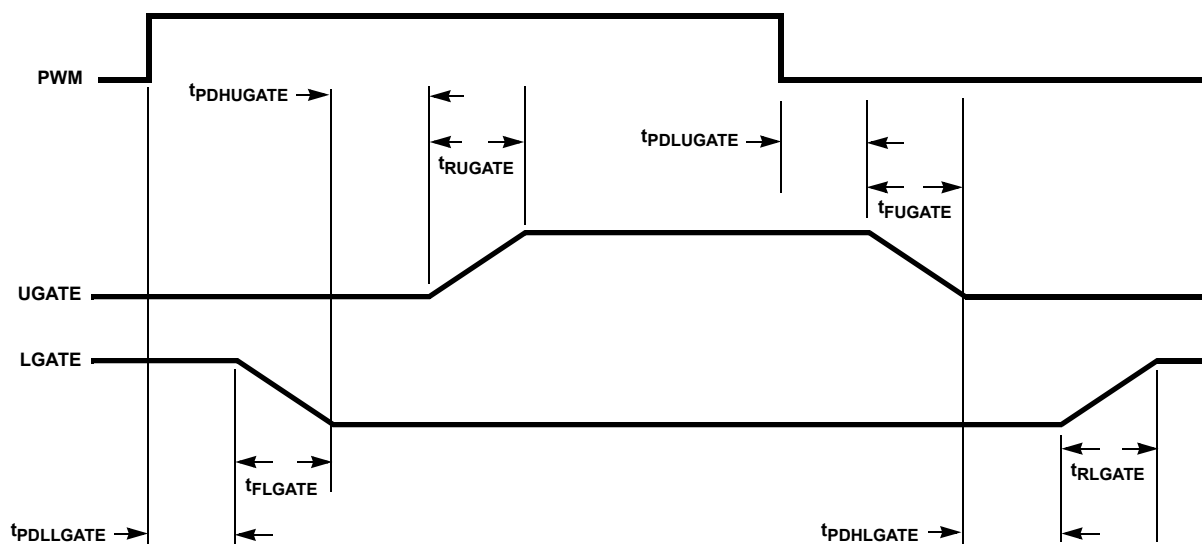 PWM
tPDHUGATE
tRUGATE
tPDLUGATE
tFUGATE
UGATE
LGATE
tFLGATE
tRLGATE
tPDLLGATE
tPDHLGATE